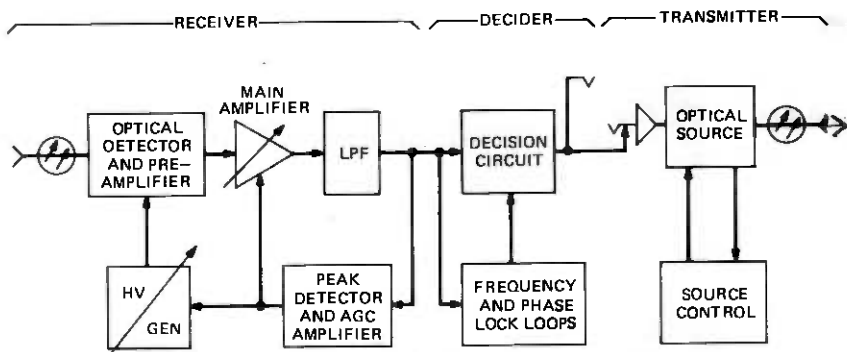 RECEIVER
DECIDER
TRANSMITTER
MAIN
AMPLIFIER
OPTICAL
DETECTOR
AND PRE-
AMPLIFIER
LPF
DECISION
CIRCUIT
OPTICAL
SOURCE
HV
GEN
PEAK
DETECTOR
AND AGC
AMPLIFIER
FREQUENCY
AND PHASE
LOCK LOOPS
SOURCE
CONTROL